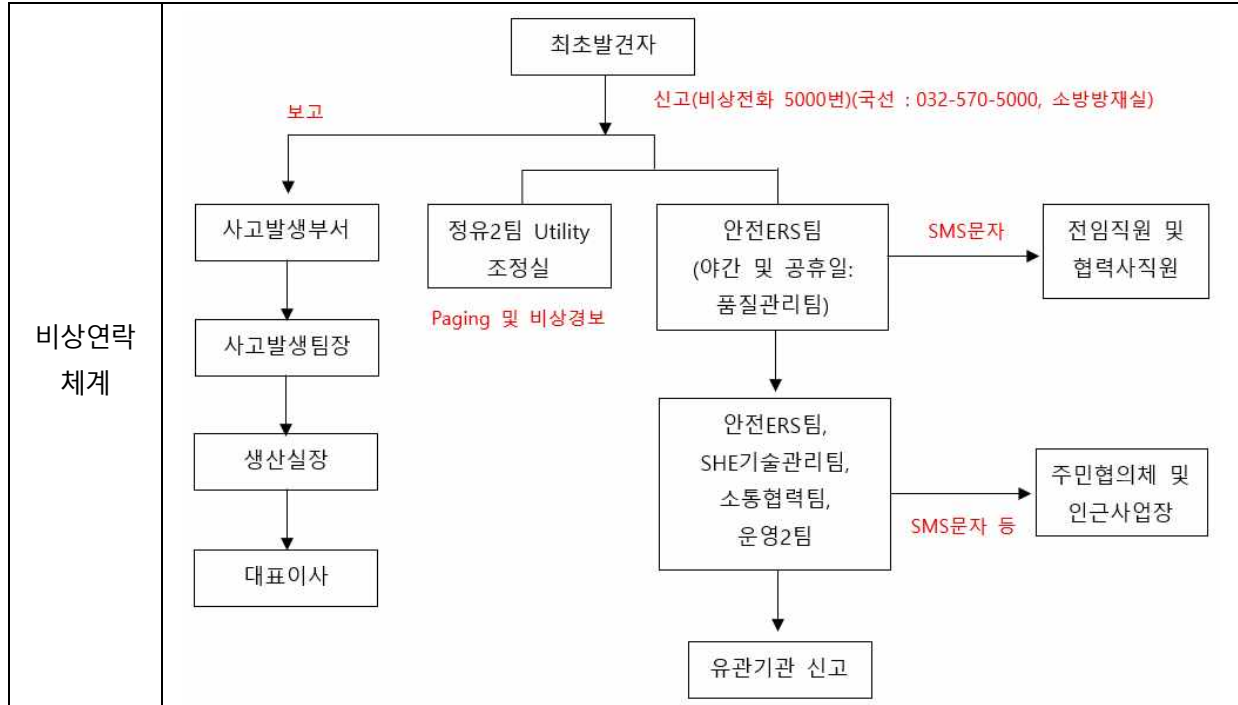 비상연락
체계
최초발견자
신고(비상전화 5000번)(국선 : 032-570-5000, 소방방재실)
보고
사고발생부서
정유2팀 Utility
조정실
Paging 및 비상경보
안전ERS팀
(야간 및 공휴일:
품질관리팀)
SMS문자
전임직원 및
협력사직원
사고발생팀장
생산실장
대표이사
안전ERS팀,
SHE기술관리팀,
소통협력팀,
운영2팀
SMS문자 등
주민협의체 및
인근사업장
유관기관 신고